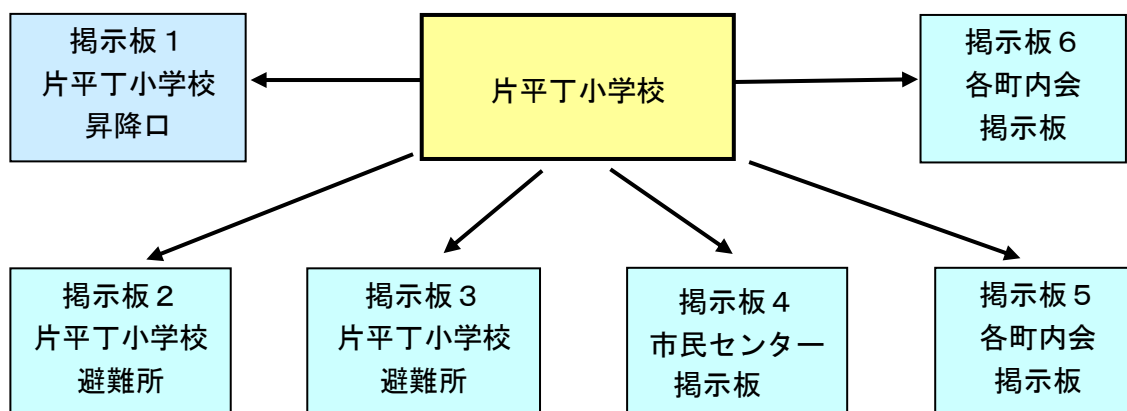 掲示板１
片平丁小学校
昇降口
片平丁小学校
掲示板６
各町内会
掲示板
掲示板２
片平丁小学校
避難所
掲示板３
片平丁小学校
避難所
掲示板４
市民センター
掲示板
掲示板５
各町内会
掲示板